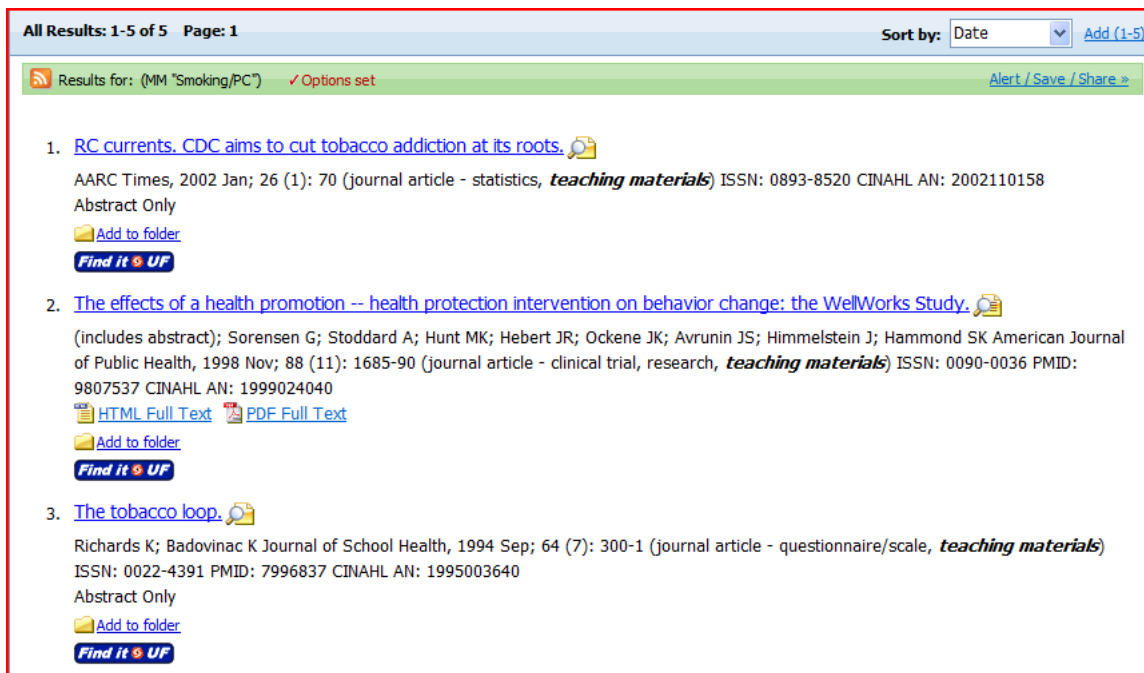 All Results: 1-5 of 5 Page: 1 Sort by: Date Add (1-5)
Results for: (MM "Smoking/PC") ✓Options set Alert / Save / Share »
1. RC currents. CDC aims to cut tobacco addiction at its roots.
AARC Times, 2002 Jan; 26 (1): 70 (journal article - statistics, teaching materials) ISSN: 0893-8520 CINAHL AN: 2002110158
Abstract Only
Add to folder
Find it @ UF
2. The effects of a health promotion -- health protection intervention on behavior change: the WellWorks Study.
(includes abstract); Sorensen G; Stoddard A; Hunt MK; Hebert JR; Ockene JK; Avrunin JS; Himmelstein J; Hammond SK American Journal
of Public Health, 1998 Nov; 88 (11): 1685-90 (journal article - clinical trial, research, teaching materials) ISSN: 0090-0036 PMID:
9807537 CINAHL AN: 1999024040
HTML Full Text PDF Full Text
Add to folder
Find it @ UF
3. The tobacco loop.
Richards K; Badovinac K Journal of School Health, 1994 Sep; 64 (7): 300-1 (journal article - questionnaire/scale, teaching materials)
ISSN: 0022-4391 PMID: 7996837 CINAHL AN: 1995003640
Abstract Only
Add to folder
Find it @ UF